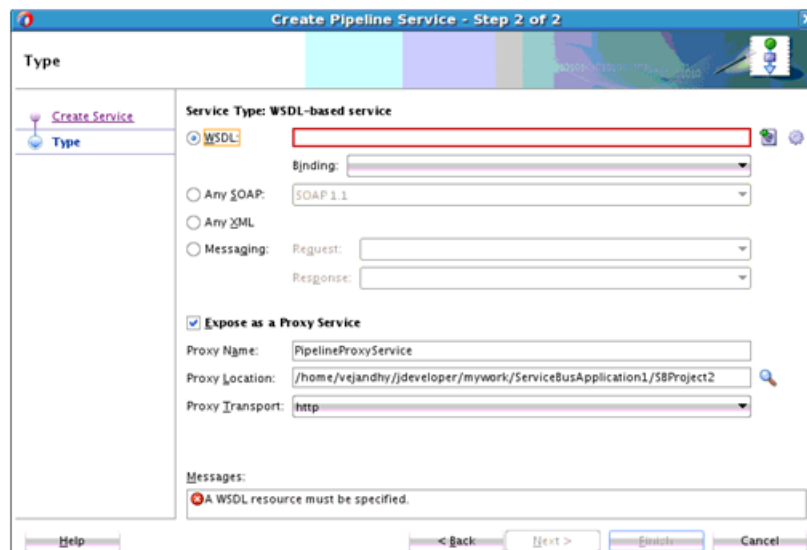 Create Pipeline Service - Step 2 of 2
Type
Create Service
Type
Service Type: WSDL-based service
WSDL:
Binding:
Any SOAP: SOAP 1.1
Any XML
Messaging: Request:
Response:
Expose as a Proxy Service
Proxy Name: PipelineProxyService
Proxy Location: /home/vejandhy/jdeveloper/mywork/ServiceBusApplication1/SBProject2
Proxy Transport: http
Messages:
A WSDL resource must be specified.
Help < Back Next > Finish Cancel